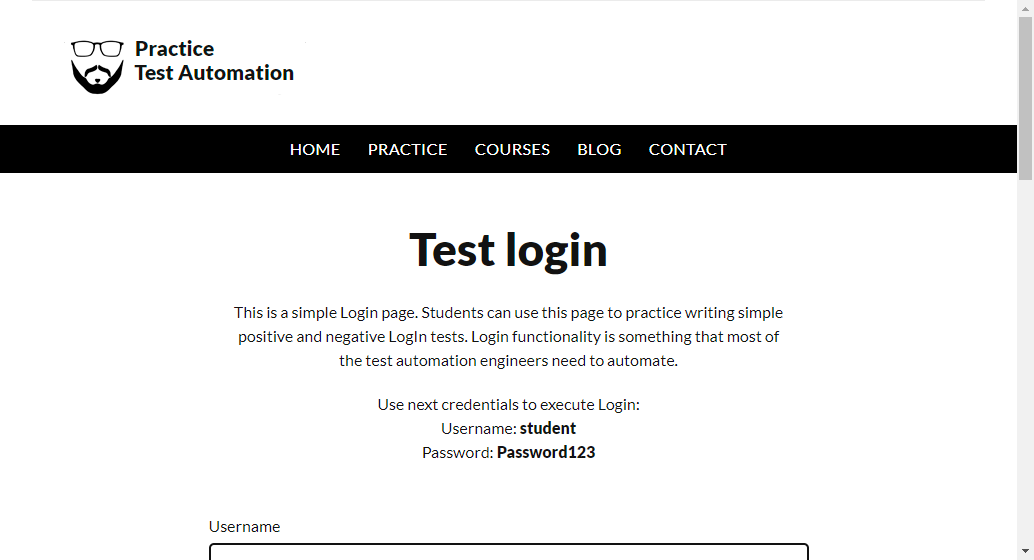 Practice
Test Automation
HOME PRACTICE COURSES BLOG CONTACT
Test login
This is a simple Login page. Students can use this page to practice writing simple
positive and negative LogIn tests. Login functionality is something that most of
the test automation engineers need to automate.
Use next credentials to execute Login:
Username: student
Password: Password123
Username